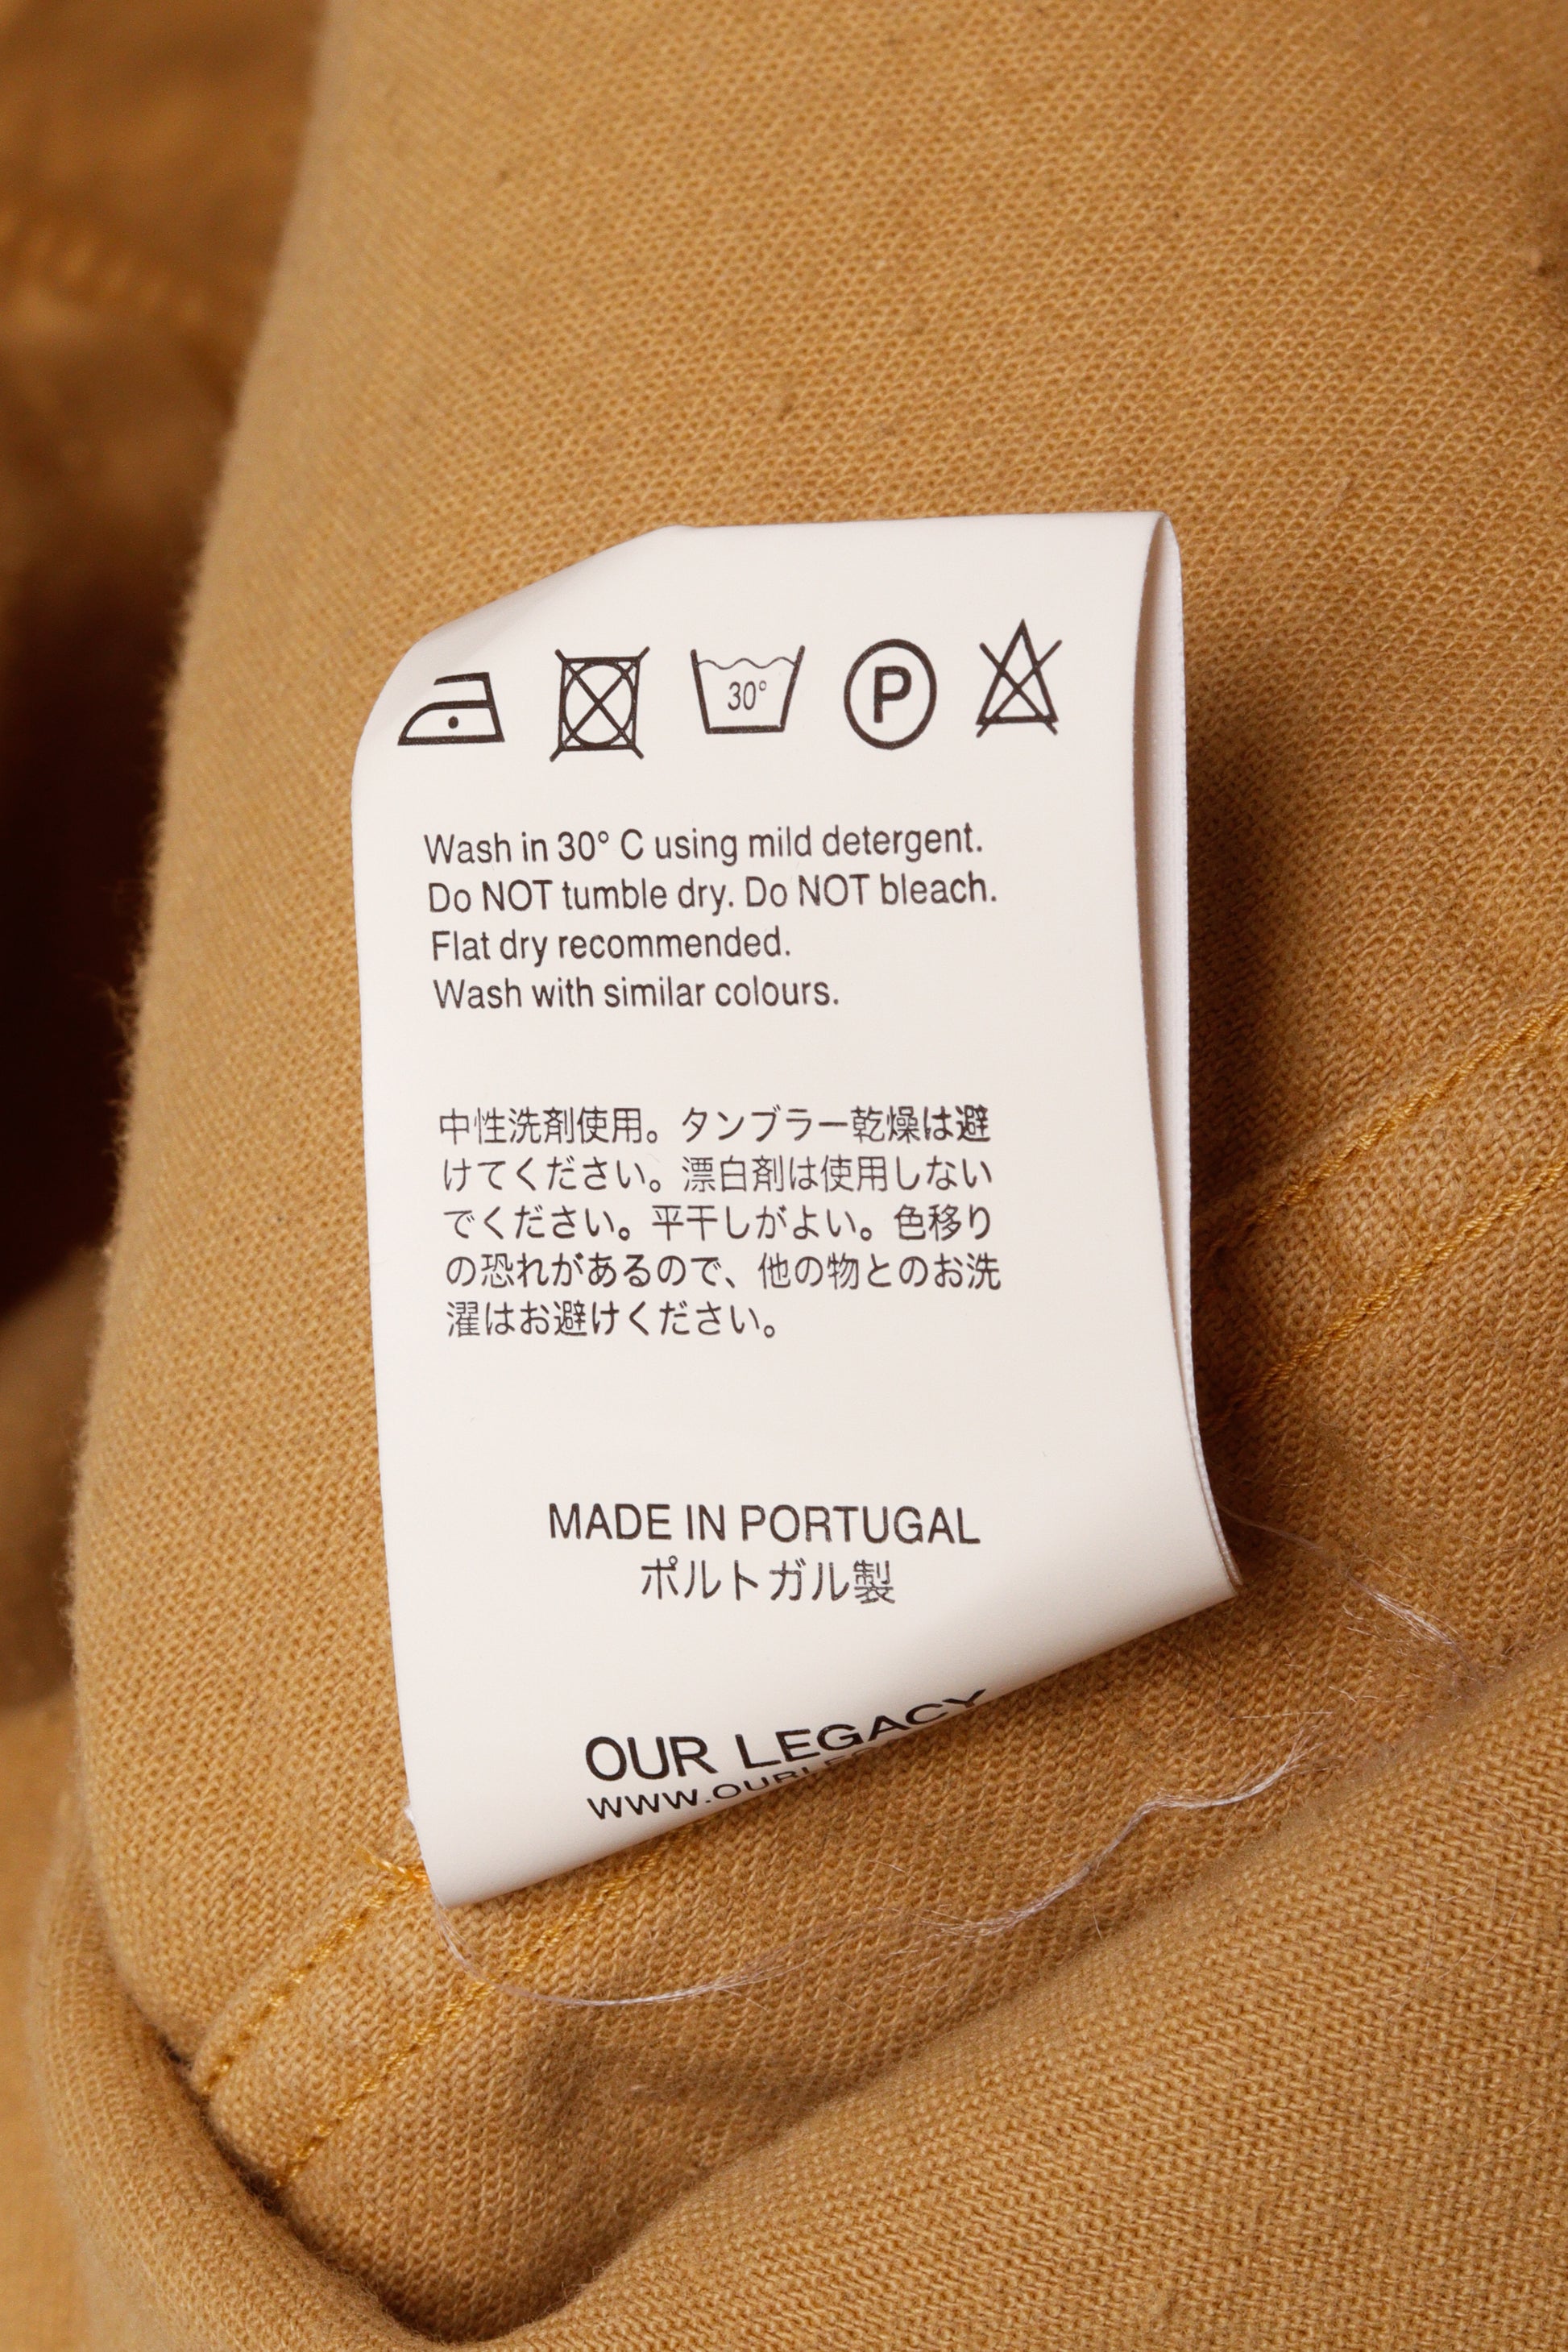 30°
P
Wash in 30° C using mild detergent.
Do NOT tumble dry. Do NOT bleach.
Flat dry recommended.
Wash with similar colours.
中性洗剤使用。タンブラー乾燥は避
けてください。漂白剤は使用しない
でください。平干しがよい。色移り
の恐れがあるので、他の物とのお洗
濯はお避けください。
MADE IN PORTUGAL
ポルトガル製
OUR LEGACY